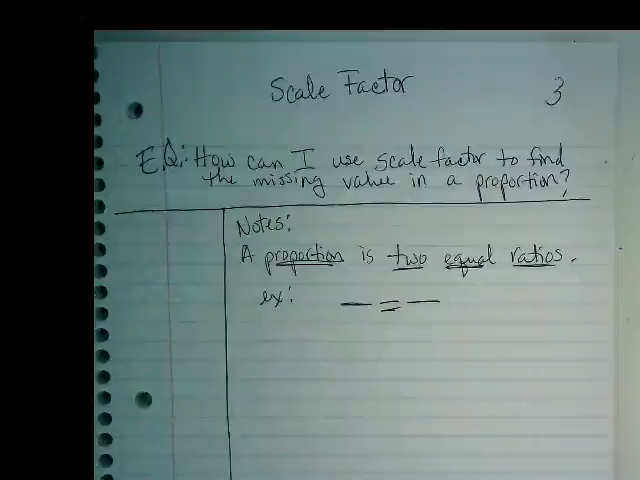 Scale Factor
3
E.Q.: How can I use scale factor to find
the missing value in a proportion?
Notes:
A proportion is two equal ratios.
ex: — = —